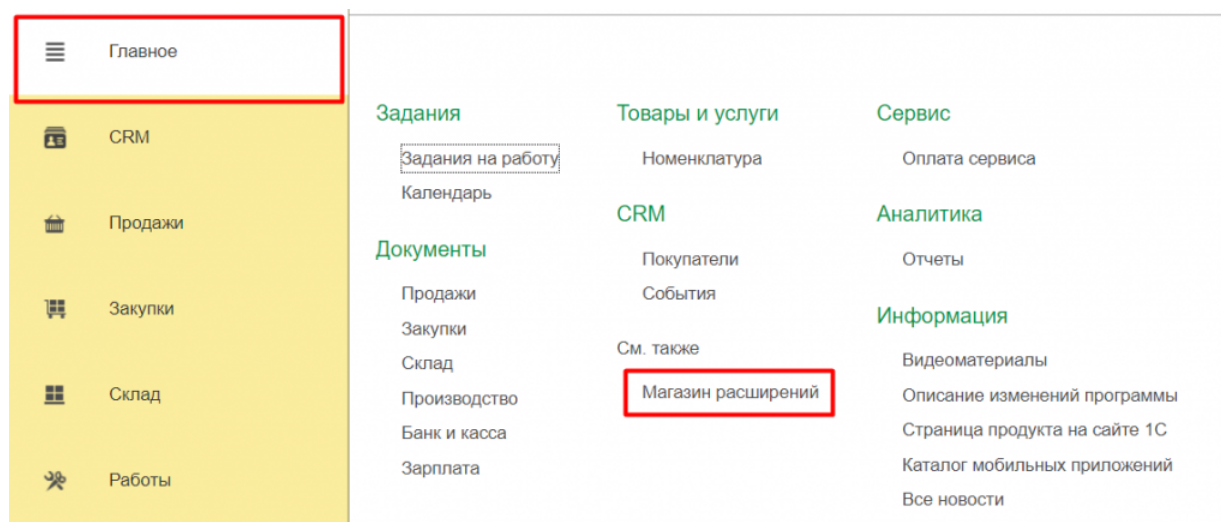 Главное
CRM
Продажи
Закупки
Склад
Работы
Задания
Задания на работу
Календарь
Документы
Продажи
Закупки
Склад
Производство
Банк и касса
Зарплата
Товары и услуги
Номенклатура
CRM
Покупатели
События
См. также
Магазин расширений
Сервис
Оплата сервиса
Аналитика
Отчеты
Информация
Видеоматериалы
Описание изменений программы
Страница продукта на сайте 1С
Каталог мобильных приложений
Все новости